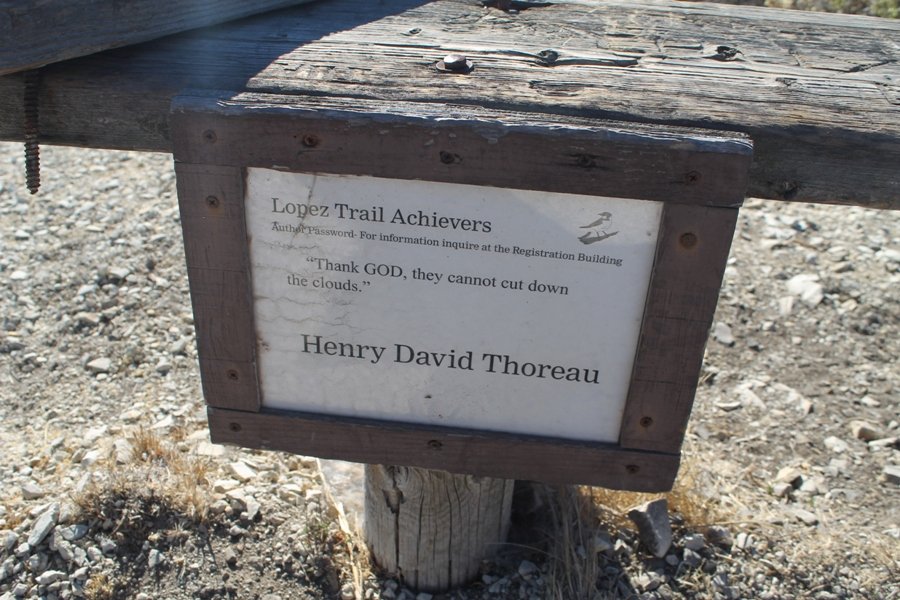 Lopez Trail Achievers
Author Password- For information inquire at the Registration Building
“Thank GOD, they cannot cut down
the clouds.”
Henry David Thoreau